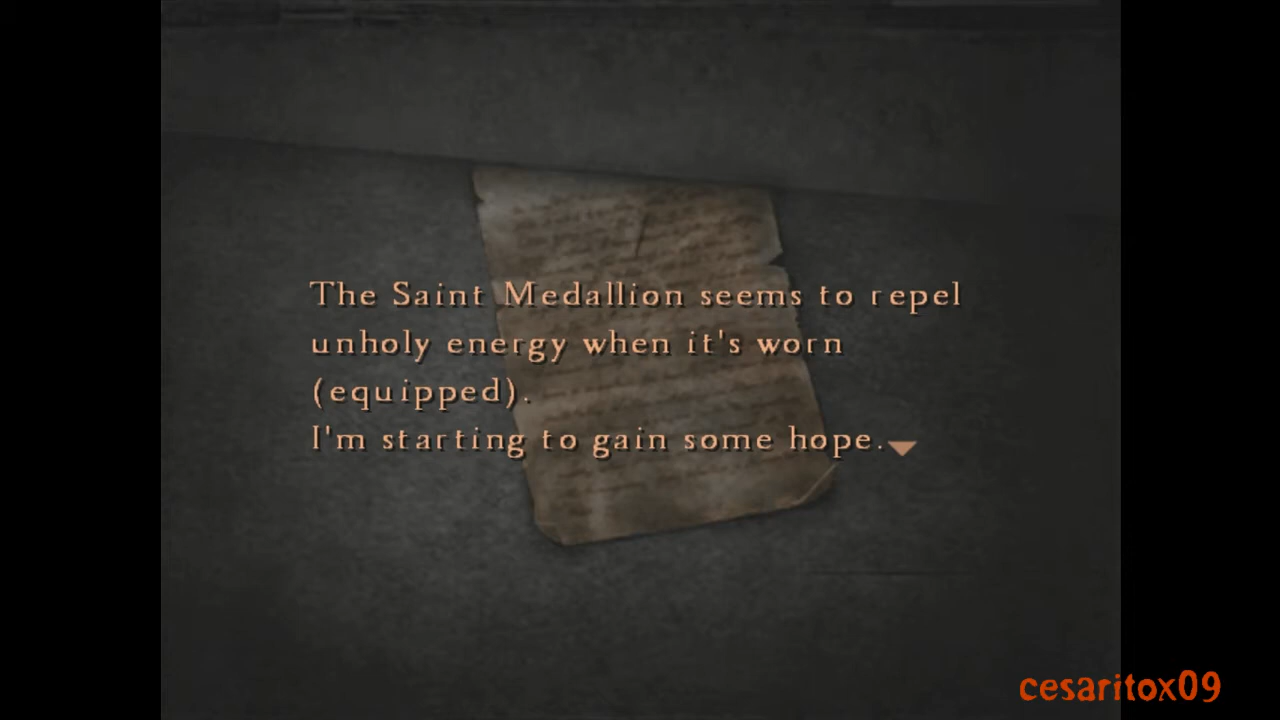 The Saint Medallion seems to repel
unholy energy when it's worn
(equipped).
I'm starting to gain some hope.
cesaritox09